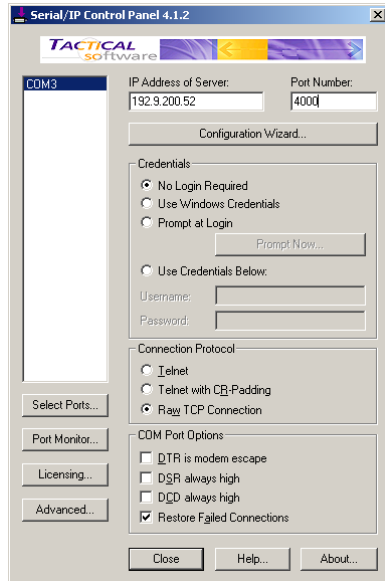 Serial/IP Control Panel 4.1.2
TACTICAL
software
COM3
IP Address of Server:
Port Number:
192.9.200.52
4000
Configuration Wizard...
Credentials
No Login Required
Use Windows Credentials
Prompt at Login
Prompt Now...
Use Credentials Below:
Username:
Password:
Connection Protocol
Telnet
Telnet with CR-Padding
Raw TCP Connection
Select Ports...
Port Monitor...
Licensing...
Advanced...
COM Port Options
DTR is modem escape
DSR always high
DCD always high
Restore Failed Connections
Close
Help...
About...